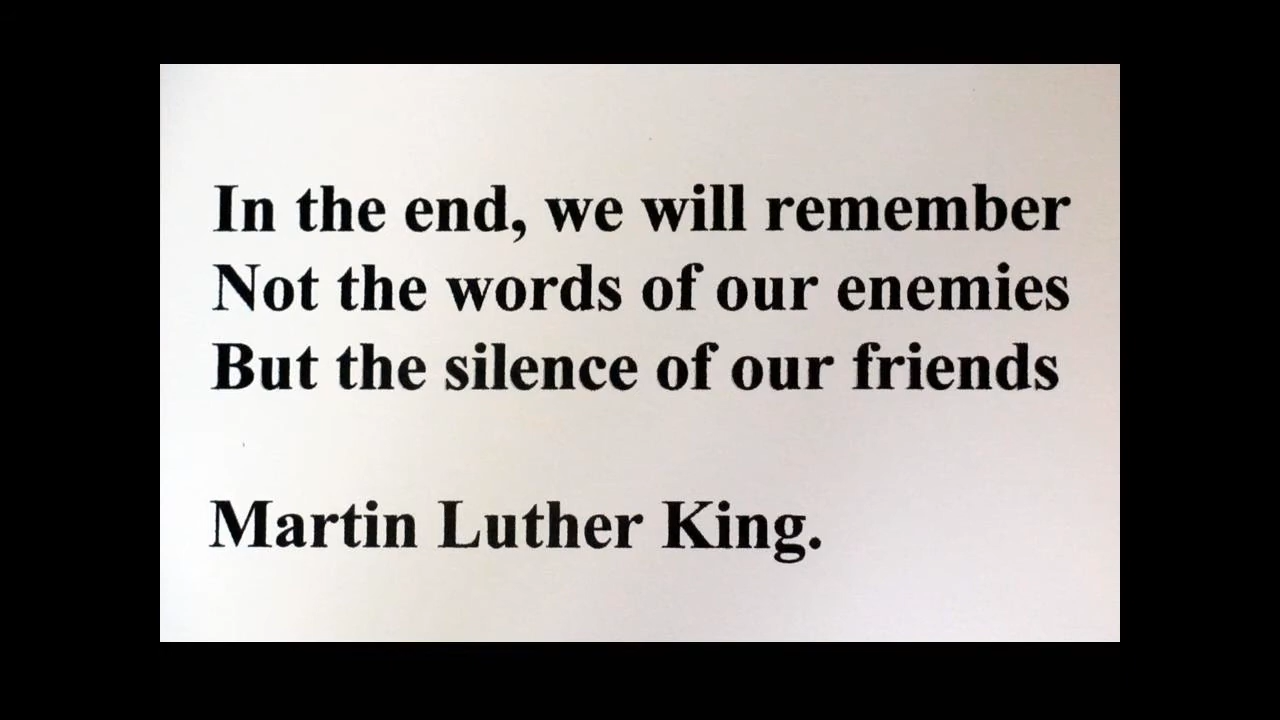 In the end, we will remember
Not the words of our enemies
But the silence of our friends
Martin Luther King.